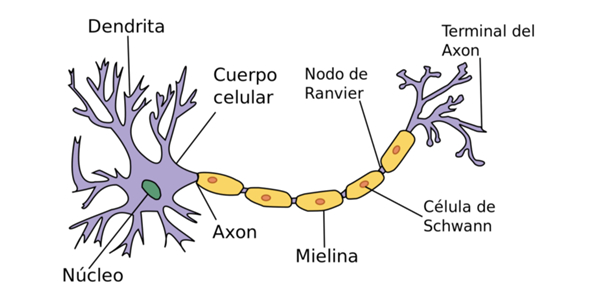 Dendrita
Terminal del
Axon
Cuerpo
celular
Nodo de
Ranvier
Célula de
Schwann
Axon
Mielina
Núcleo